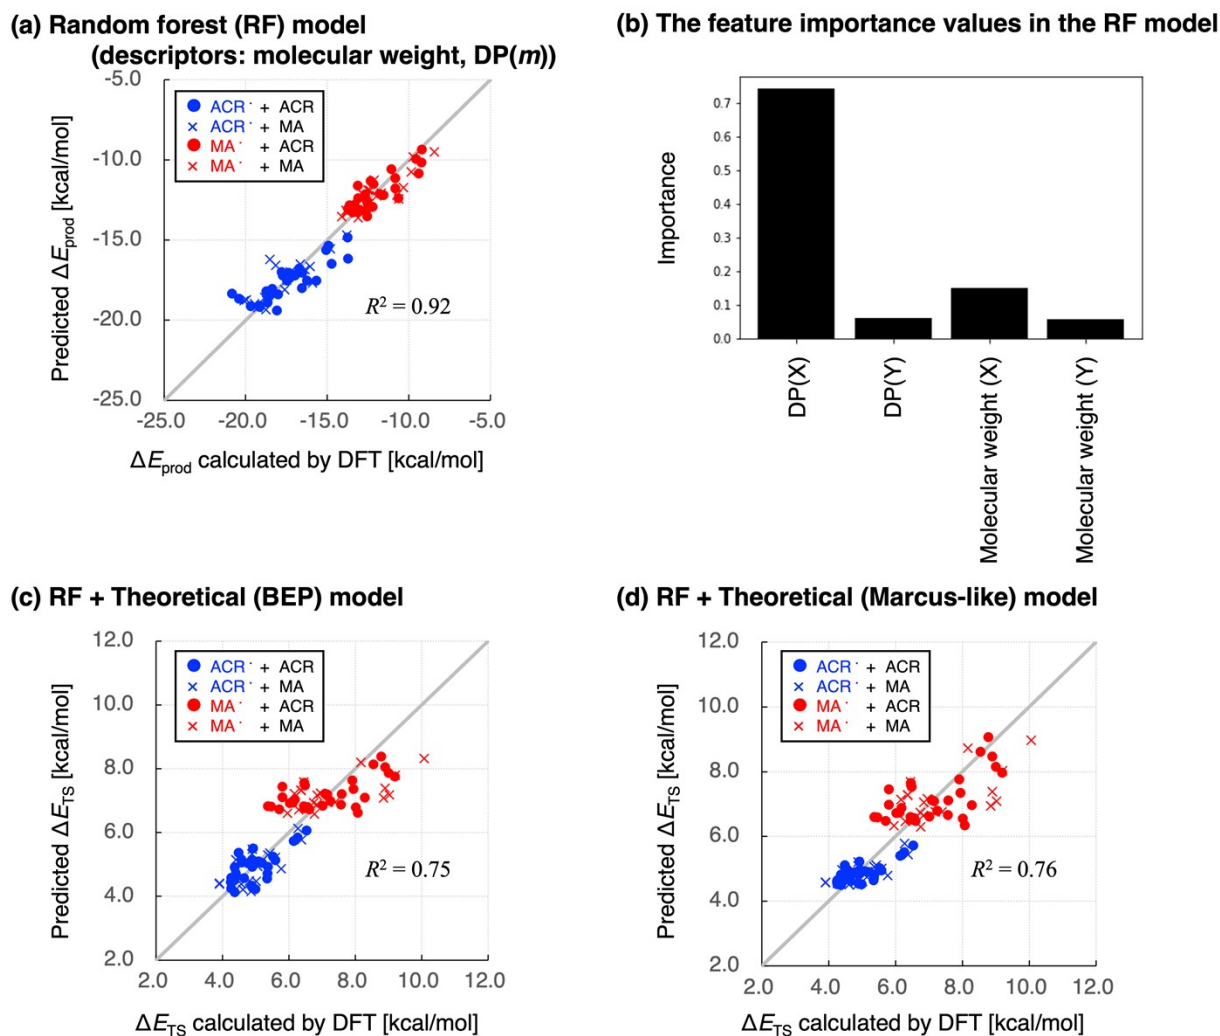 (a) Random forest (RF) model
(descriptors: molecular weight, DP(m))
-5.0
-10.0
-15.0
-20.0
-25.0
Predicted ΔE_prod [kcal/mol]
ACR· + ACR
ACR· + MA
MA· + ACR
MA· + MA
R² = 0.92
-25.0 -20.0 -15.0 -10.0 -5.0
ΔE_prod calculated by DFT [kcal/mol]
(b) The feature importance values in the RF model
0.7
0.6
0.5
0.4
0.3
0.2
0.1
0.0
Importance
DP(X)
DP(Y)
Molecular weight (X)
Molecular weight (Y)
(c) RF + Theoretical (BEP) model
12.0
10.0
8.0
6.0
4.0
2.0
Predicted ΔE_TS [kcal/mol]
ACR· + ACR
ACR· + MA
MA· + ACR
MA· + MA
R² = 0.75
2.0 4.0 6.0 8.0 10.0 12.0
ΔE_TS calculated by DFT [kcal/mol]
(d) RF + Theoretical (Marcus-like) model
12.0
10.0
8.0
6.0
4.0
2.0
Predicted ΔE_TS [kcal/mol]
ACR· + ACR
ACR· + MA
MA· + ACR
MA· + MA
R² = 0.76
2.0 4.0 6.0 8.0 10.0 12.0
ΔE_TS calculated by DFT [kcal/mol]